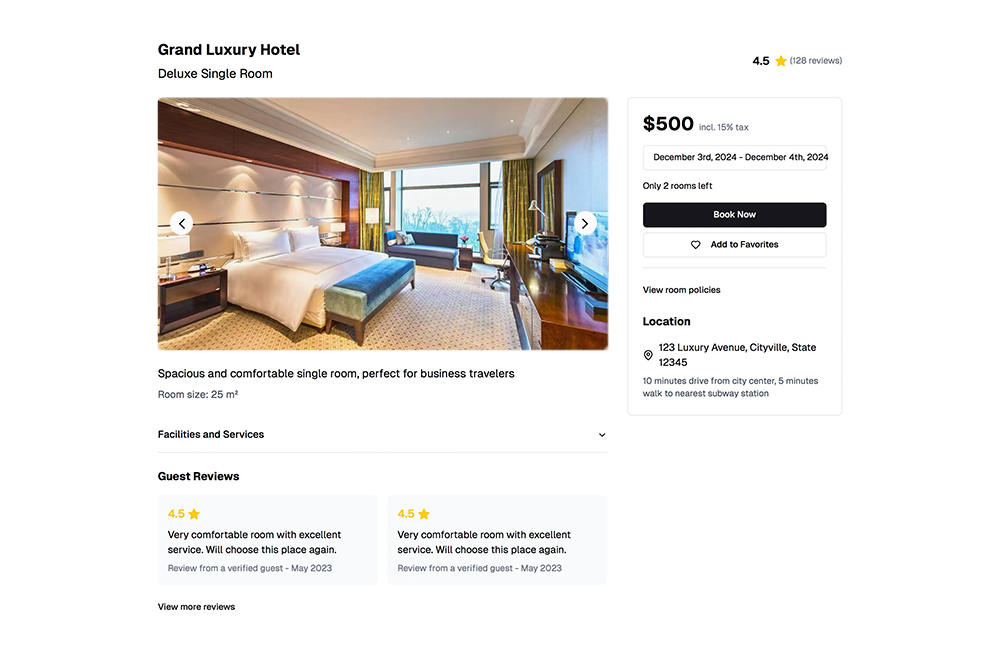 Grand Luxury Hotel
Deluxe Single Room
4.5 (128 reviews)
$500 incl. 15% tax
December 3rd, 2024 - December 4th, 2024
Only 2 rooms left
Book Now
Add to Favorites
View room policies
Location
123 Luxury Avenue, Cityville, State
12345
10 minutes drive from city center, 5 minutes
walk to nearest subway station
Spacious and comfortable single room, perfect for business travelers
Room size: 25 m²
Facilities and Services
Guest Reviews
4.5
Very comfortable room with excellent
service. Will choose this place again.
Review from a verified guest - May 2023
4.5
Very comfortable room with excellent
service. Will choose this place again.
Review from a verified guest - May 2023
View more reviews